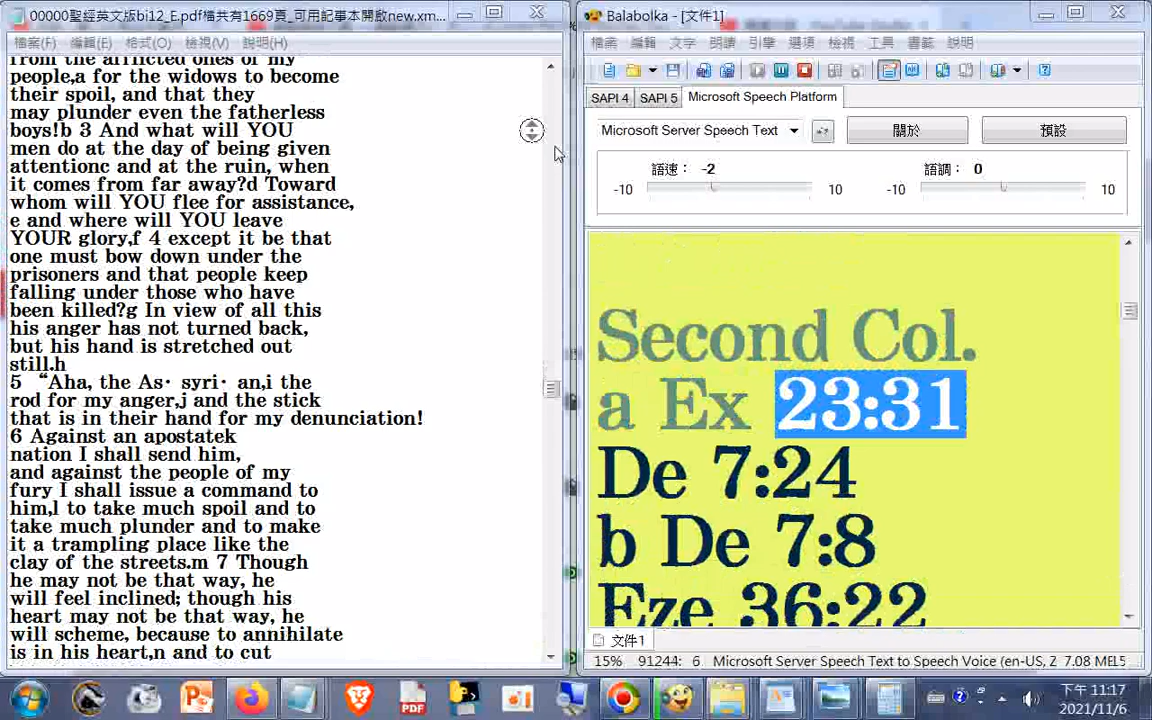 00000聖經英文版bi12_E.pdf檔共有1669頁_可用記事本開啟new.xm...
檔案(F) 編輯(E) 格式(O) 檢視(V) 說明(H)
from the afflicted ones of my
people,a for the widows to become
their spoil, and that they
may plunder even the fatherless
boys!b 3 And what will YOU
men do at the day of being given
attentionc and at the ruin, when
it comes from far away?d Toward
whom will YOU flee for assistance,
e and where will YOU leave
YOUR glory,f 4 except it be that
one must bow down under the
prisoners and that people keep
falling under those who have
been killed?g In view of all this
his anger has not turned back,
but his hand is stretched out
still.h
5 “Aha, the As· syri· an,i the
rod for my anger,j and the stick
that is in their hand for my denunciation!
6 Against an apostatek
nation I shall send him,
and against the people of my
fury I shall issue a command to
him,l to take much spoil and to
take much plunder and to make
it a trampling place like the
clay of the streets.m 7 Though
he may not be that way, he
will feel inclined; though his
heart may not be that way, he
will scheme, because to annihilate
is in his heart,n and to cut
Balabolka - [文件1]
檔案 編輯 文字 朗讀 引擎 選項 檢視 工具 書籤 說明
SAPI 4 SAPI 5 Microsoft Speech Platform
Microsoft Server Speech Text 關於 預設
語速： -2 語調： 0
-10 10 -10 10
Second Col.
a Ex 23:31
De 7:24
b De 7:8
Eze 36:22
文件1
15% 91244: 6 Microsoft Server Speech Text to Speech Voice (en-US, Z 7.08 МБ
PDF
下午 11:17
2021/11/6